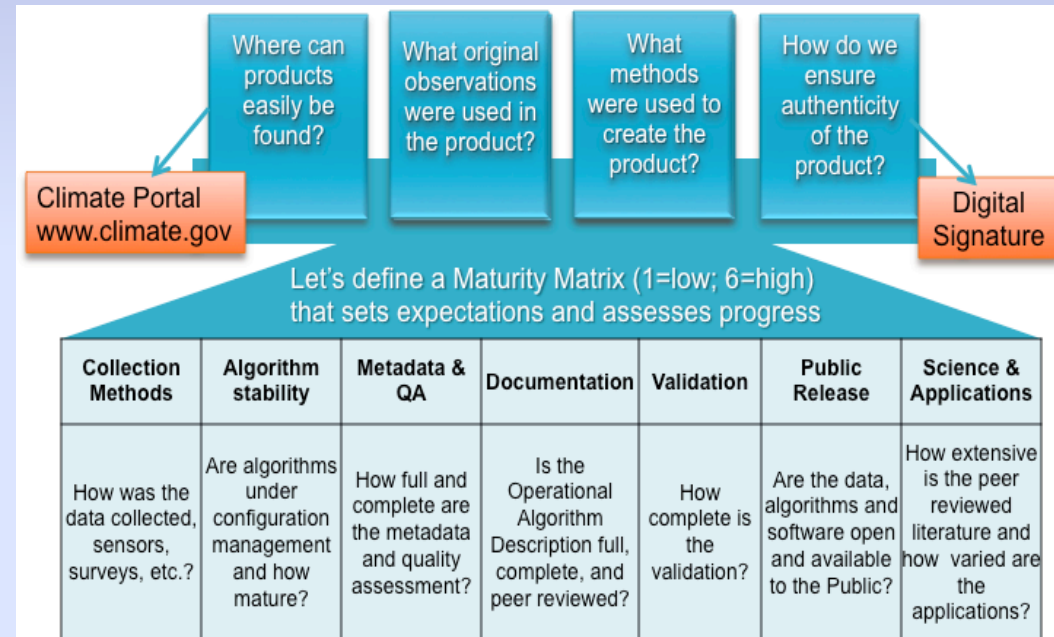 Where can
products
easily be
found?
What original
observations
were used in
the product?
What
methods
were used to
create the
product?
How do we
ensure
authenticity
of the
product?
Climate Portal
www.climate.gov
Digital
Signature
Let's define a Maturity Matrix (1=low; 6=high)
that sets expectations and assesses progress
Collection
Methods
Algorithm
stability
Metadata &
QA
Documentation
Validation
Public
Release
Science &
Applications
How was the
data collected,
sensors,
surveys, etc.?
Are algorithms
under
configuration
management
and how
mature?
How full and
complete are
the metadata
and quality
assessment?
Is the
Operational
Algorithm
Description full,
complete, and
peer reviewed?
How
complete is
the
validation?
Are the data,
algorithms and
software open
and available
to the Public?
How extensive
is the peer
reviewed
literature and
how varied are
the
applications?